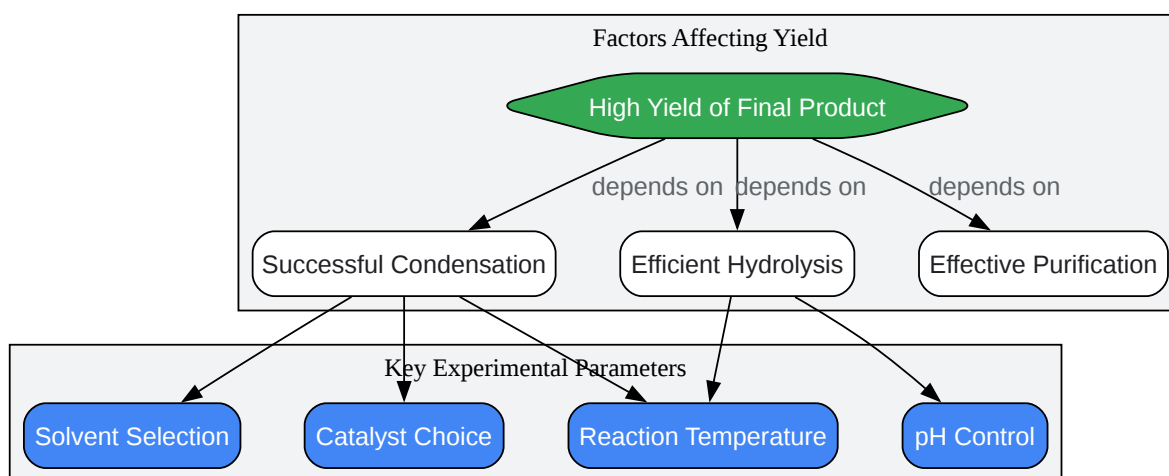 Factors Affecting Yield
High Yield of Final Product
depends on
depends on
depends on
Successful Condensation
Efficient Hydrolysis
Effective Purification
Key Experimental Parameters
Solvent Selection
Catalyst Choice
Reaction Temperature
pH Control